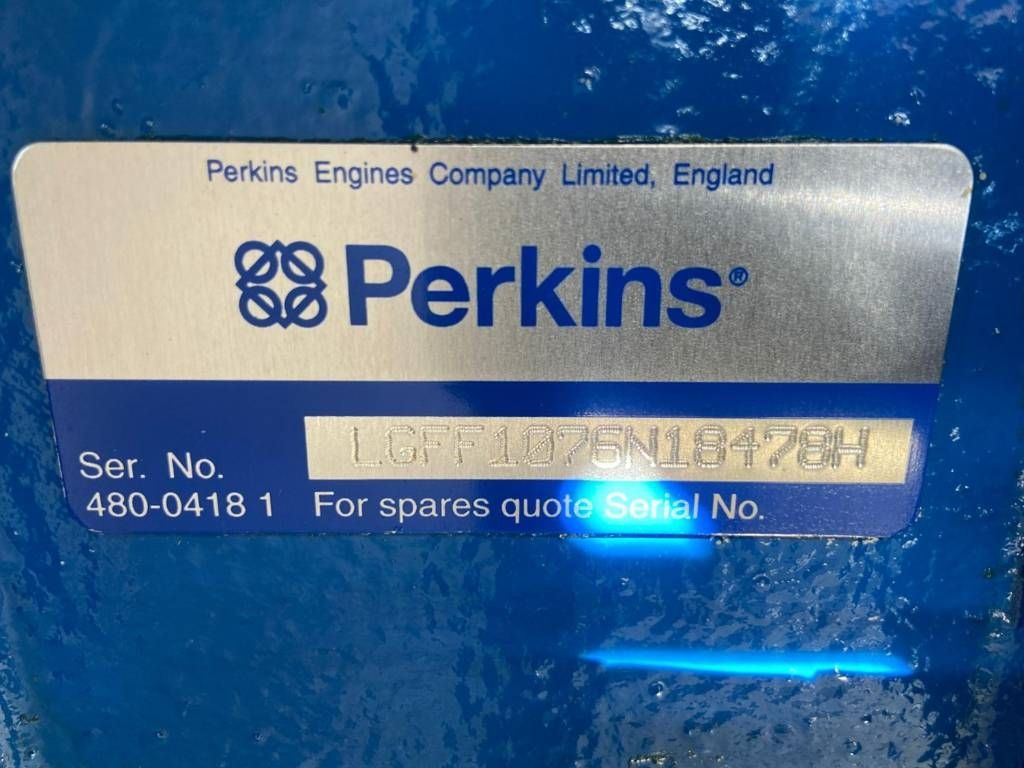 Perkins Engines Company Limited, England
Perkins®
Ser. No. LGFF1076N18478H
480-0418 1 For spares quote Serial No.